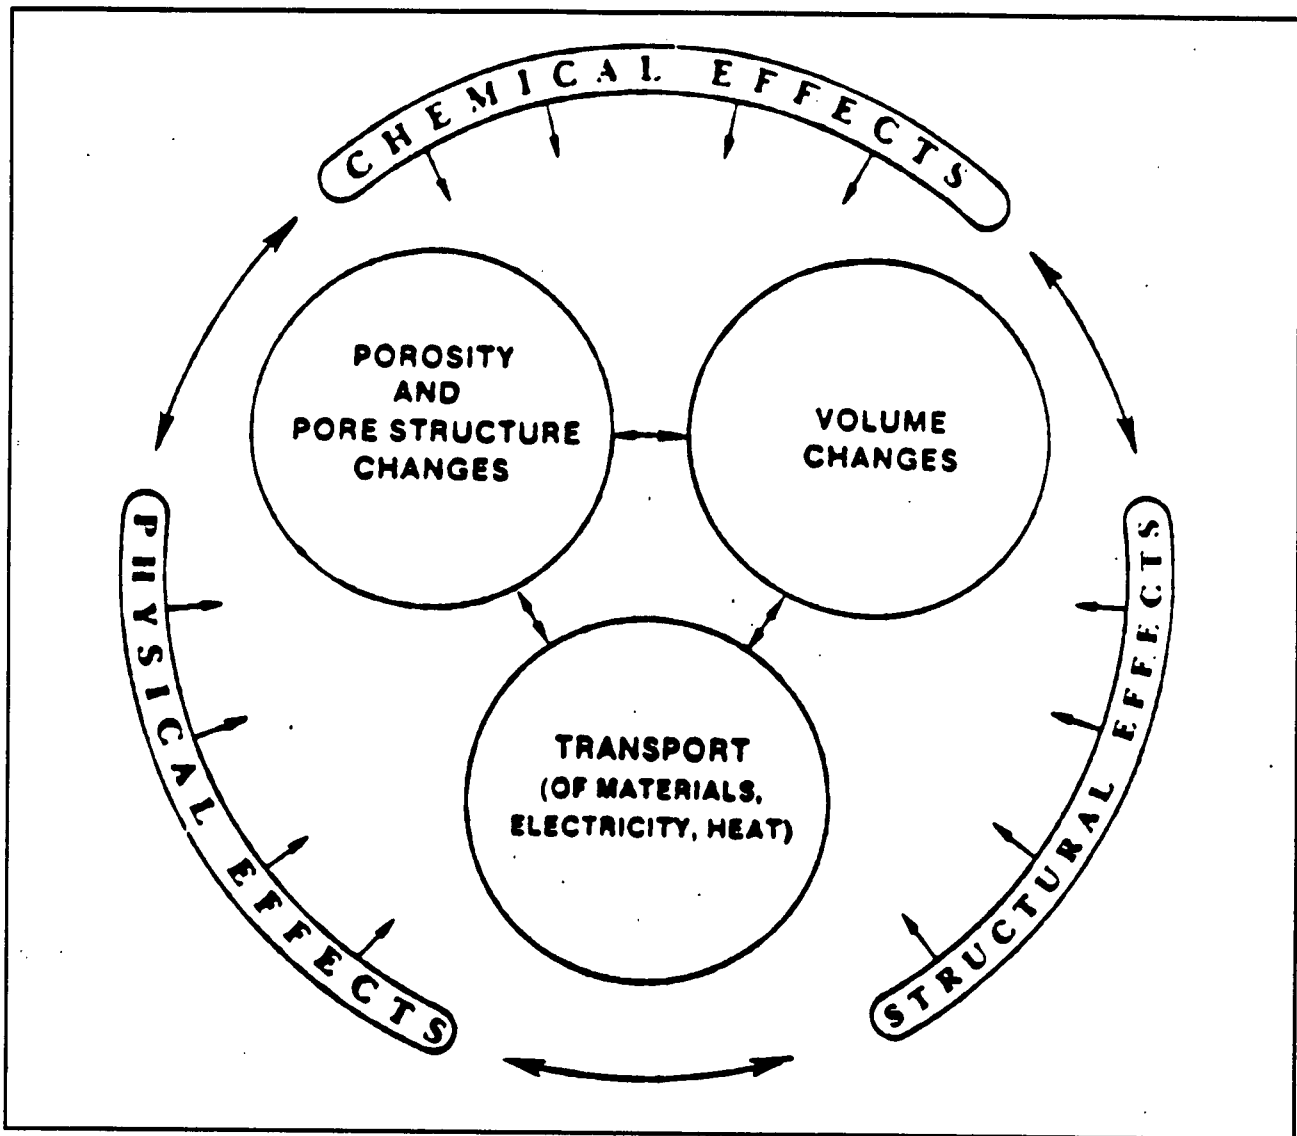 CHEMICAL EFFECTS
POROSITY
AND
PORE STRUCTURE
CHANGES
VOLUME
CHANGES
PHYSICAL EFFECTS
STRUCTURAL EFFECTS
TRANSPORT
(OF MATERIALS,
ELECTRICITY, HEAT)